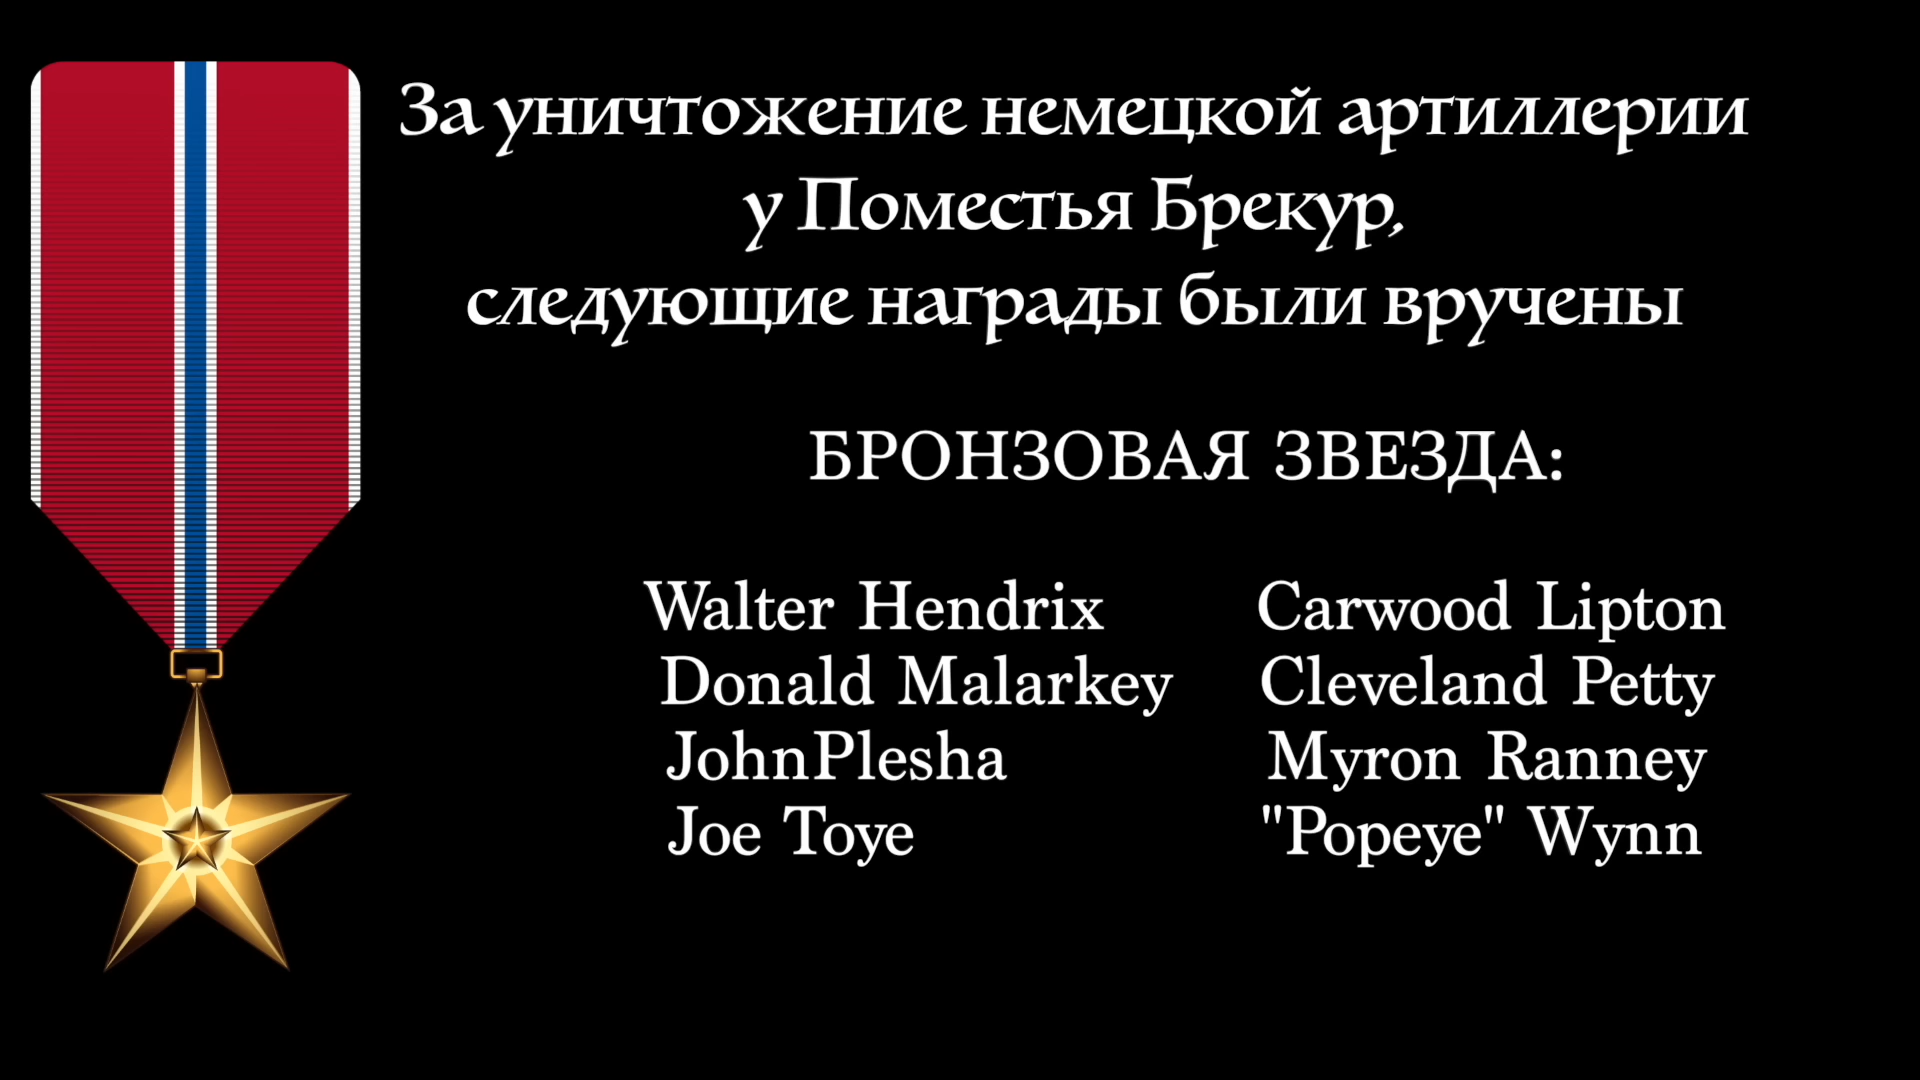 За уничтожение немецкой артиллерии
у Поместья Брекур,
следующие награды были вручены
БРОНЗОВАЯ ЗВЕЗДА:
Walter Hendrix Carwood Lipton
Donald Malarkey Cleveland Petty
JohnPlesha Myron Ranney
Joe Toye "Popeye" Wynn